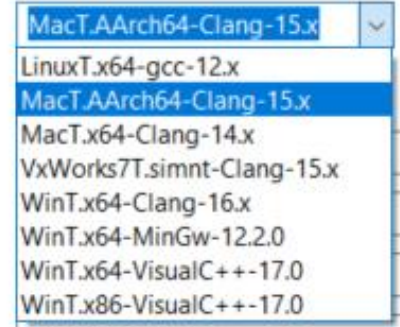 MacT.AArch64-Clang-15.x
LinuxT.x64-gcc-12.x
MacT.AArch64-Clang-15.x
MacT.x64-Clang-14.x
VxWorks7T.simnt-Clang-15.x
WinT.x64-Clang-16.x
WinT.x64-MinGw-12.2.0
WinT.x64-VisualC++-17.0
WinT.x86-VisualC++-17.0